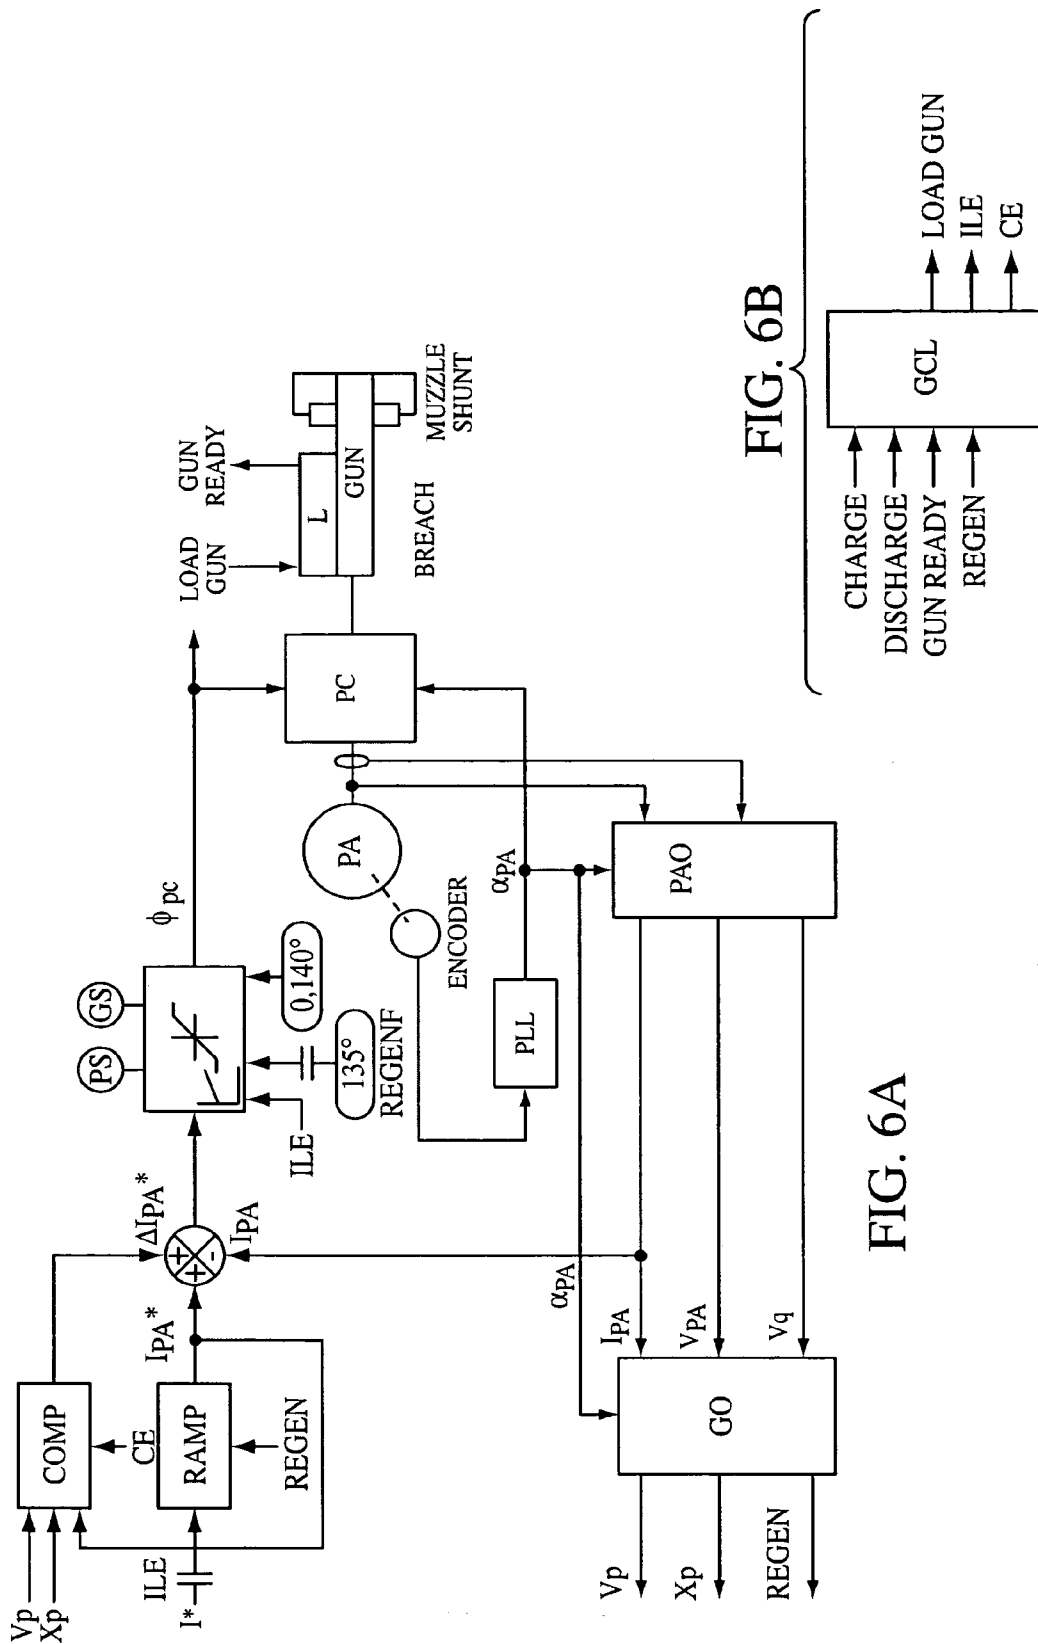 Vp
Xp
COMP
CE
ΔIPA*
I*
ILE
RAMP
IPA*
REGEN
IPA
PS
GS
ILE
135°
REGENF
0,140°
ϕpc
LOAD
GUN
GUN
READY
PA
ENCODER
PC
L
GUN
BREACH
MUZZLE
SHUNT
PLL
αPA
αPA
IPA
VPA
Vq
PAO
GO
Vp
Xp
REGEN
FIG. 6A
FIG. 6B
CHARGE
DISCHARGE
GUN READY
REGEN
GCL
LOAD GUN
ILE
CE